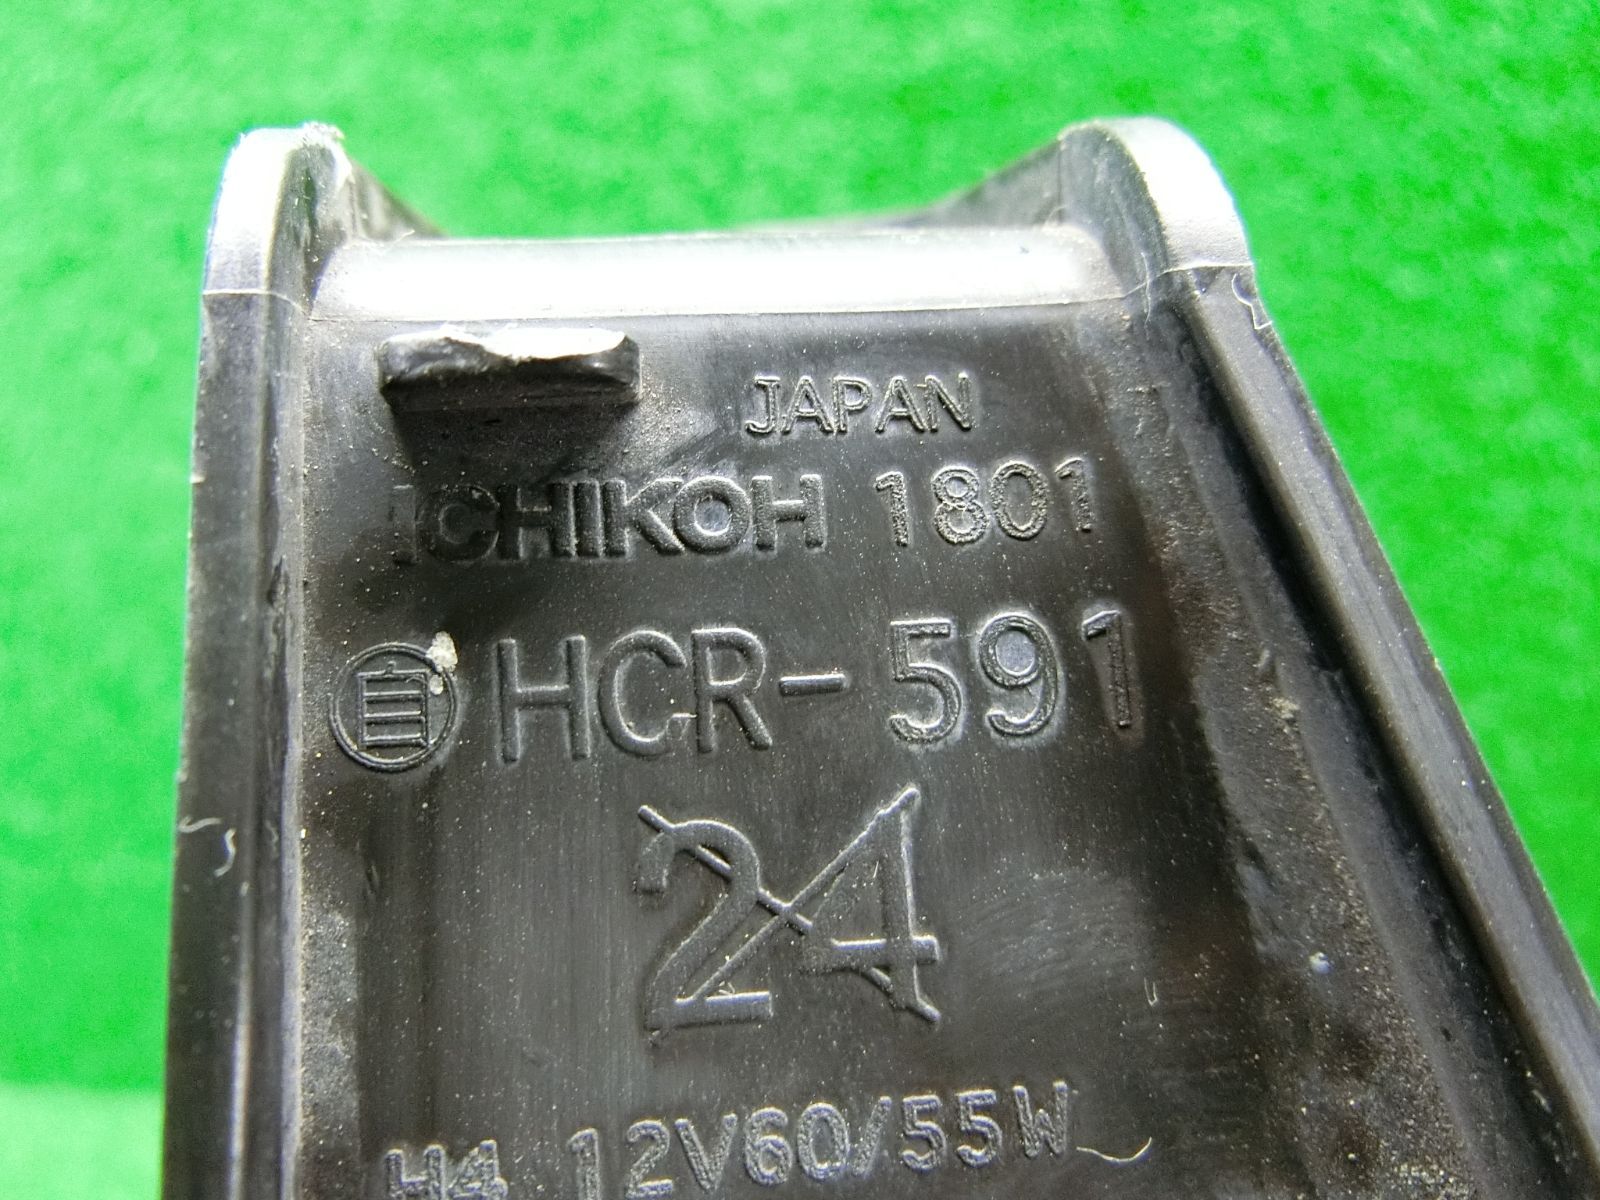 JAPAN
ICHIKOH 1801
HCR-591
24
H4 12V60/55W